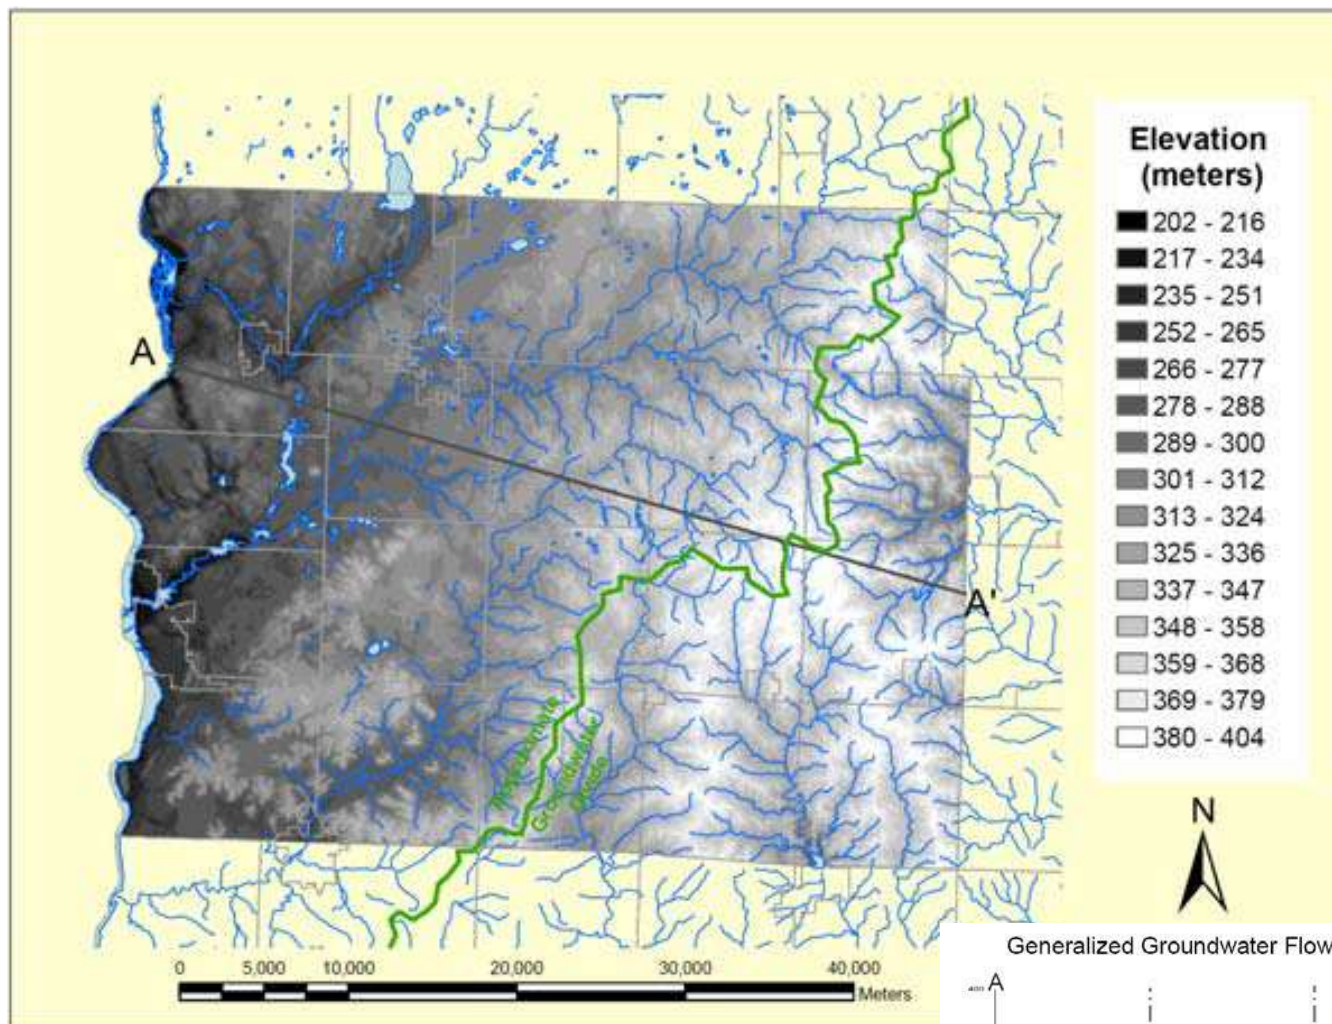 Elevation
(meters)
202 - 216
217 - 234
235 - 251
252 - 265
266 - 277
278 - 288
289 - 300
301 - 312
313 - 324
325 - 336
337 - 347
348 - 358
359 - 368
369 - 379
380 - 404
A
A'
Groundwater
Divide
N
0
5,000
10,000
20,000
30,000
40,000
Meters
Generalized Groundwater Flow
400
A